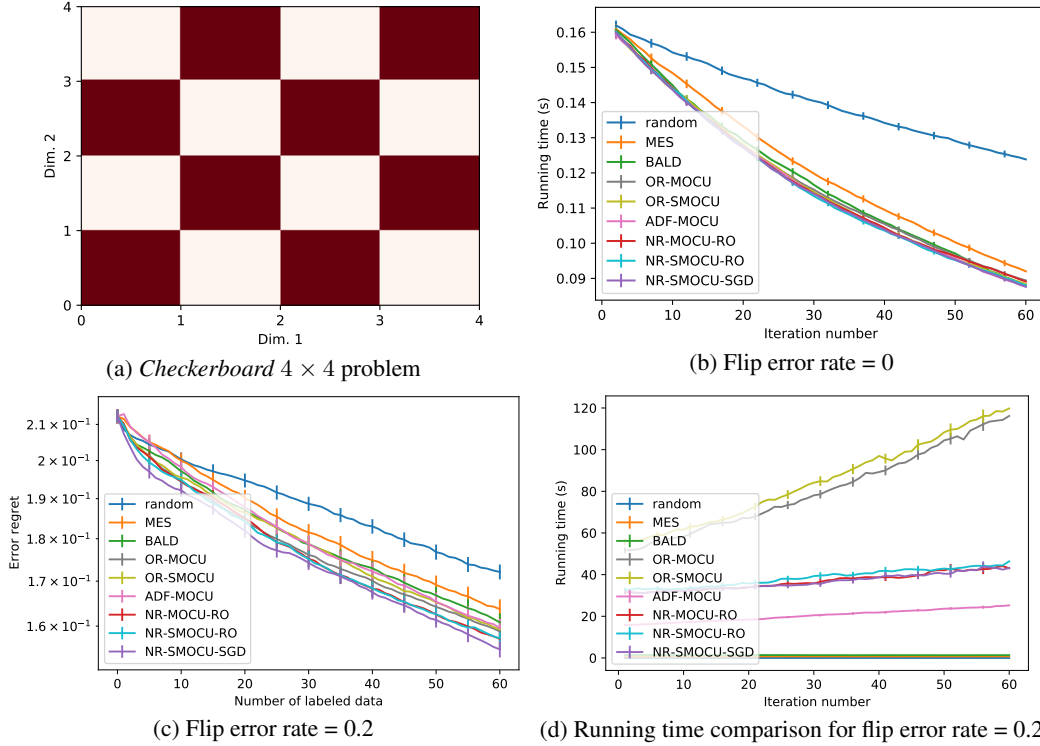 4
3
2
1
0
Dim. 2
0 1 2 3 4
Dim. 1
(a) Checkerboard 4 × 4 problem
0.16
0.15
0.14
0.13
0.12
0.11
0.10
0.09
Running time (s)
random
MES
BALD
OR-MOCU
OR-SMOCU
ADF-MOCU
NR-MOCU-RO
NR-SMOCU-RO
NR-SMOCU-SGD
0 10 20 30 40 50 60
Iteration number
(b) Flip error rate = 0
2.1 × 10⁻¹
2 × 10⁻¹
1.9 × 10⁻¹
1.8 × 10⁻¹
1.7 × 10⁻¹
1.6 × 10⁻¹
Error regret
random
MES
BALD
OR-MOCU
OR-SMOCU
ADF-MOCU
NR-MOCU-RO
NR-SMOCU-RO
NR-SMOCU-SGD
0 10 20 30 40 50 60
Number of labeled data
(c) Flip error rate = 0.2
120
100
80
60
40
20
0
Running time (s)
random
MES
BALD
OR-MOCU
OR-SMOCU
ADF-MOCU
NR-MOCU-RO
NR-SMOCU-RO
NR-SMOCU-SGD
0 10 20 30 40 50 60
Iteration number
(d) Running time comparison for flip error rate = 0.2